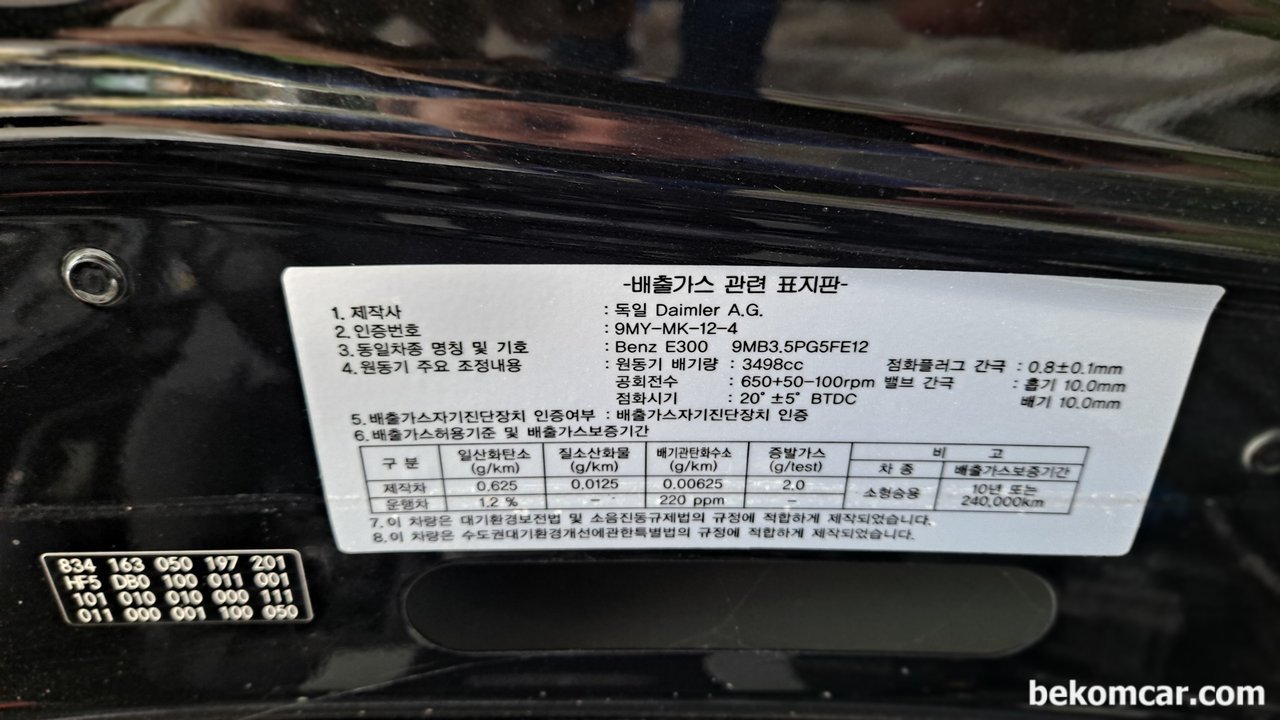 -배출가스 관련 표지판-
1. 제작사 : 독일 Daimler A.G.
2. 인증번호 : 9MY-MK-12-4
3. 동일차종 명칭 및 기호 : Benz E300 9MB3.5PG5FE12
4. 원동기 주요 조정내용 : 원동기 배기량 : 3498cc 점화플러그 간극 : 0.8±0.1mm
공회전수 : 650+50-100rpm 밸브 간극 : 흡기 10.0mm
점화시기 : 20° ±5° BTDC 배기 10.0mm
5. 배출가스자기진단장치 인증여부 : 배출가스자기진단장치 인증
6. 배출가스허용기준 및 배출가스보증기간
구 분 일산화탄소 (g/km) 질소산화물 (g/km) 배기관탄화수소 (g/km) 증발가스 (g/test) 비 고
차 종 배출가스보증기간
제작차 0.625 0.0125 0.00625 2.0 소형승용 10년 또는 240,000km
운행차 1.2 % - 220 ppm -
7. 이 차량은 대기환경보전법 및 소음진동규제법의 규정에 적합하게 제작되었습니다.
8. 이 차량은 수도권대기환경개선에관한특별법의 규정에 적합하게 제작되었습니다.
834 163 050 197 201
HF5 DB0 100 011 001
101 010 010 000 111
011 000 001 100 050
bekomcar.com